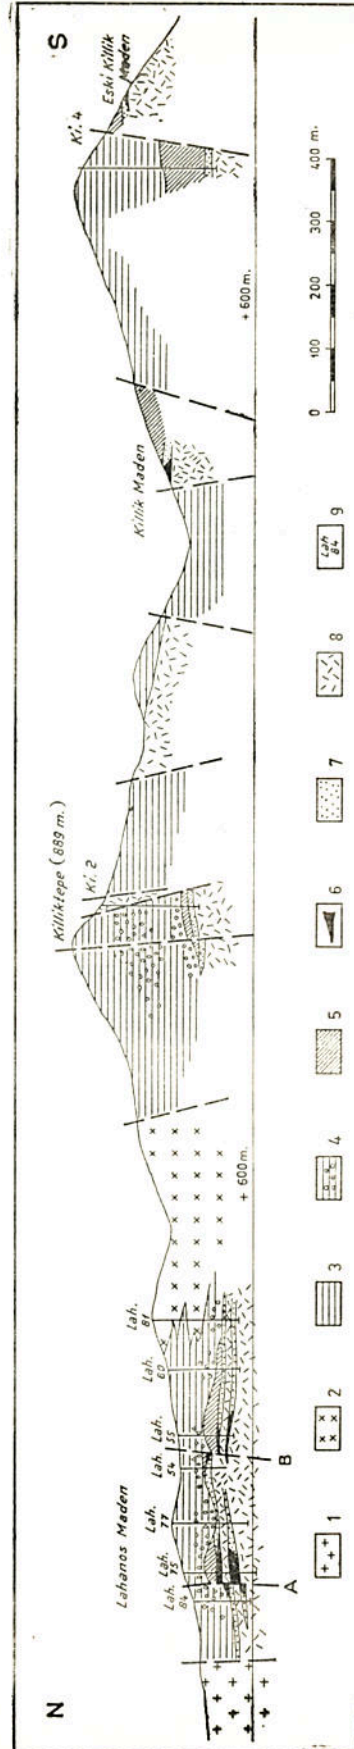 N
S
Lahanos Maden
Lah.
84
Lah.
75
Lah.
77
Lah.
54
Lah.
55
Lah.
60
Lah.
81
Killiktepe (889 m.)
Ki. 2
Killik Maden
Ki. 4
Eski Killik
Maden
A
B
+ 600 m.
+ 600 m.
0 100 200 300 400 m.
Lah
84
1 2 3 4 5 6 7 8 9